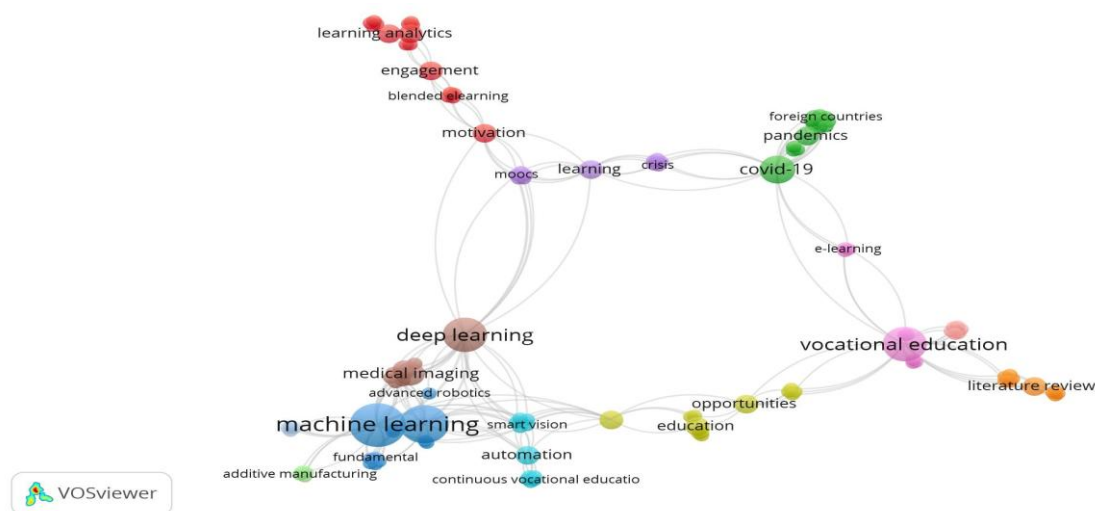 learning analytics
engagement
blended elearning
motivation
moocs
learning
crisis
foreign countries
pandemics
covid-19
e-learning
deep learning
medical imaging
advanced robotics
machine learning
fundamental
additive manufacturing
smart vision
automation
continuous vocational educatio
education
opportunities
vocational education
literature review
VOSviewer